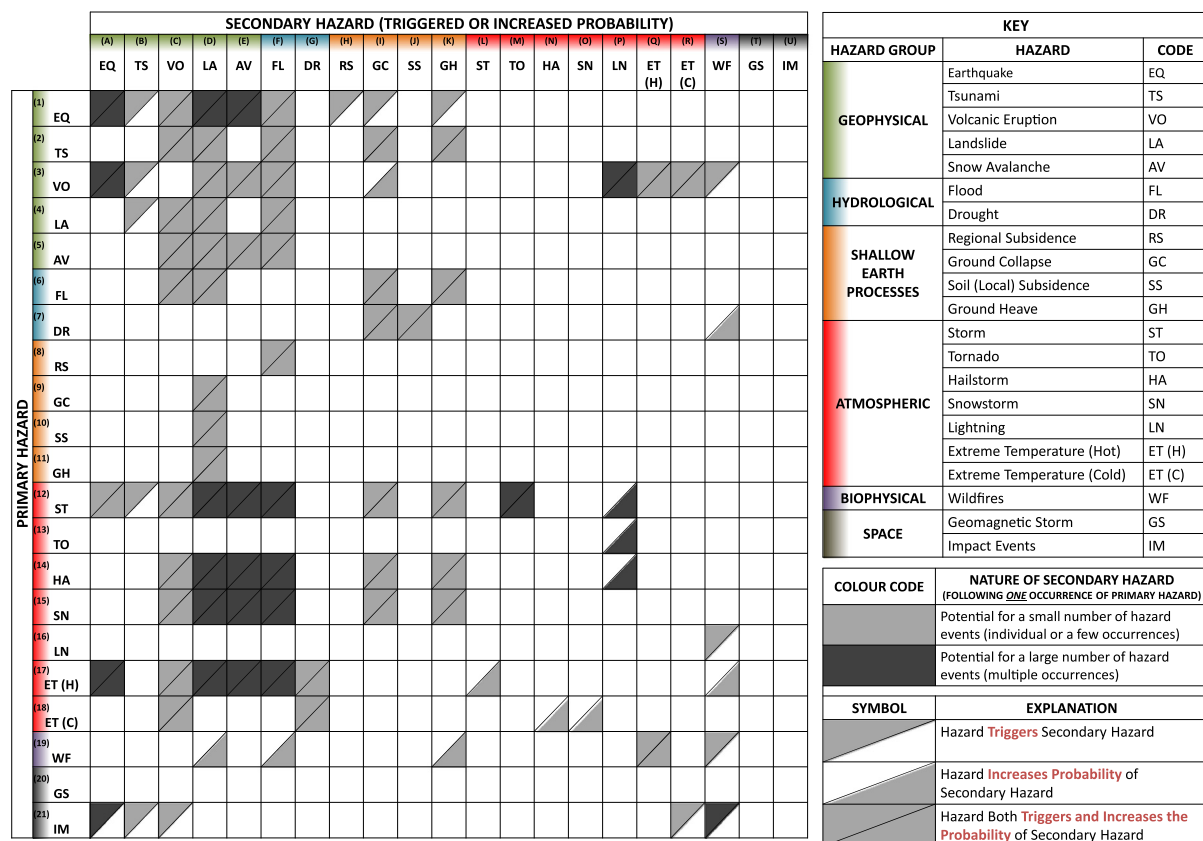 SECONDARY HAZARD (TRIGGERED OR INCREASED PROBABILITY)
(A) (B) (C) (D) (E) (F) (G) (H) (I) (J) (K) (L) (M) (N) (O) (P) (Q) (R) (S) (T) (U)
EQ TS VO LA AV FL DR RS GC SS GH ST TO HA SN LN ET (H) ET (C) WF GS IM
PRIMARY HAZARD
(1) EQ
(2) TS
(3) VO
(4) LA
(5) AV
(6) FL
(7) DR
(8) RS
(9) GC
(10) SS
(11) GH
(12) ST
(13) TO
(14) HA
(15) SN
(16) LN
(17) ET (H)
(18) ET (C)
(19) WF
(20) GS
(21) IM
KEY
HAZARD GROUP HAZARD CODE
GEOPHYSICAL
Earthquake EQ
Tsunami TS
Volcanic Eruption VO
Landslide LA
Snow Avalanche AV
HYDROLOGICAL
Flood FL
Drought DR
SHALLOW
EARTH
PROCESSES
Regional Subsidence RS
Ground Collapse GC
Soil (Local) Subsidence SS
Ground Heave GH
ATMOSPHERIC
Storm ST
Tornado TO
Hailstorm HA
Snowstorm SN
Lightning LN
Extreme Temperature (Hot) ET (H)
Extreme Temperature (Cold) ET (C)
BIOPHYSICAL
Wildfires WF
SPACE
Geomagnetic Storm GS
Impact Events IM
COLOUR CODE
NATURE OF SECONDARY HAZARD
(FOLLOWING ONE OCCURRENCE OF PRIMARY HAZARD)
Potential for a small number of hazard
events (individual or a few occurrences)
Potential for a large number of hazard
events (multiple occurrences)
SYMBOL EXPLANATION
Hazard Triggers Secondary Hazard
Hazard Increases Probability of
Secondary Hazard
Hazard Both Triggers and Increases the
Probability of Secondary Hazard